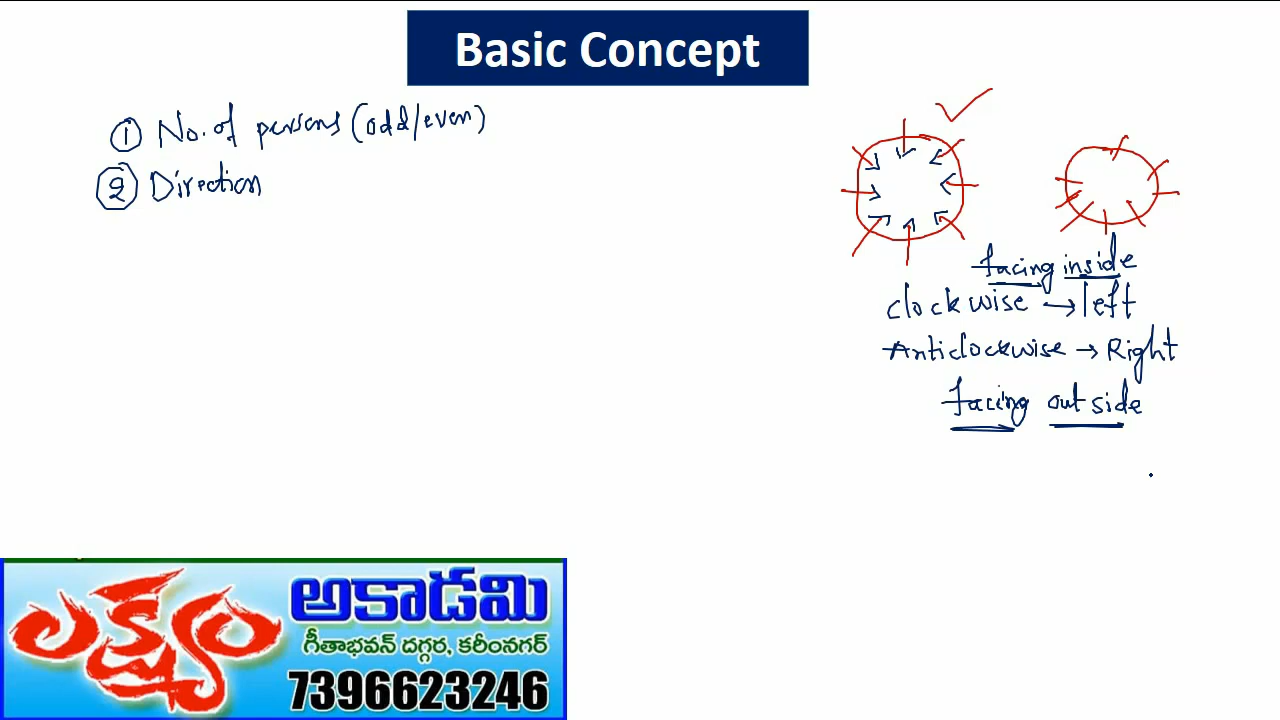 Basic Concept
① No. of persons (odd/even)
② Direction
facing inside
clockwise → left
Anticlockwise → Right
facing outside
లక్ష్యం
అకాడమి
గీతాభవన్ దగ్గర, కరీంనగర్
7396623246